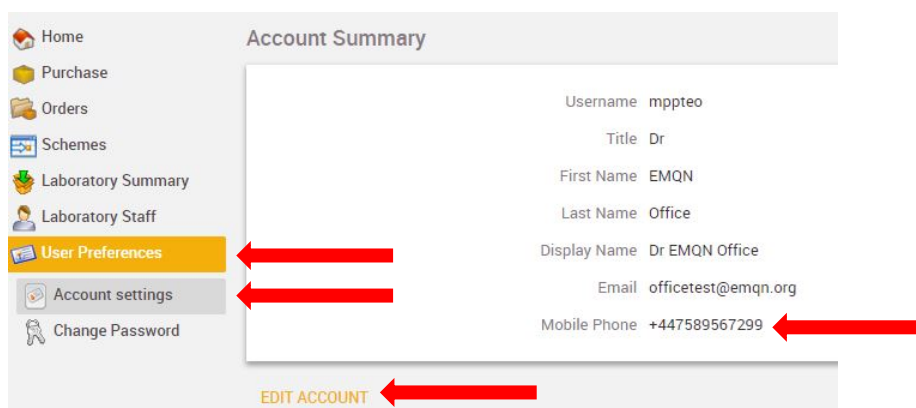 Home
Purchase
Orders
Schemes
Laboratory Summary
Laboratory Staff
User Preferences
Account settings
Change Password
Account Summary
Username mppteo
Title Dr
First Name EMQN
Last Name Office
Display Name Dr EMQN Office
Email officetest@emqn.org
Mobile Phone +447589567299
EDIT ACCOUNT